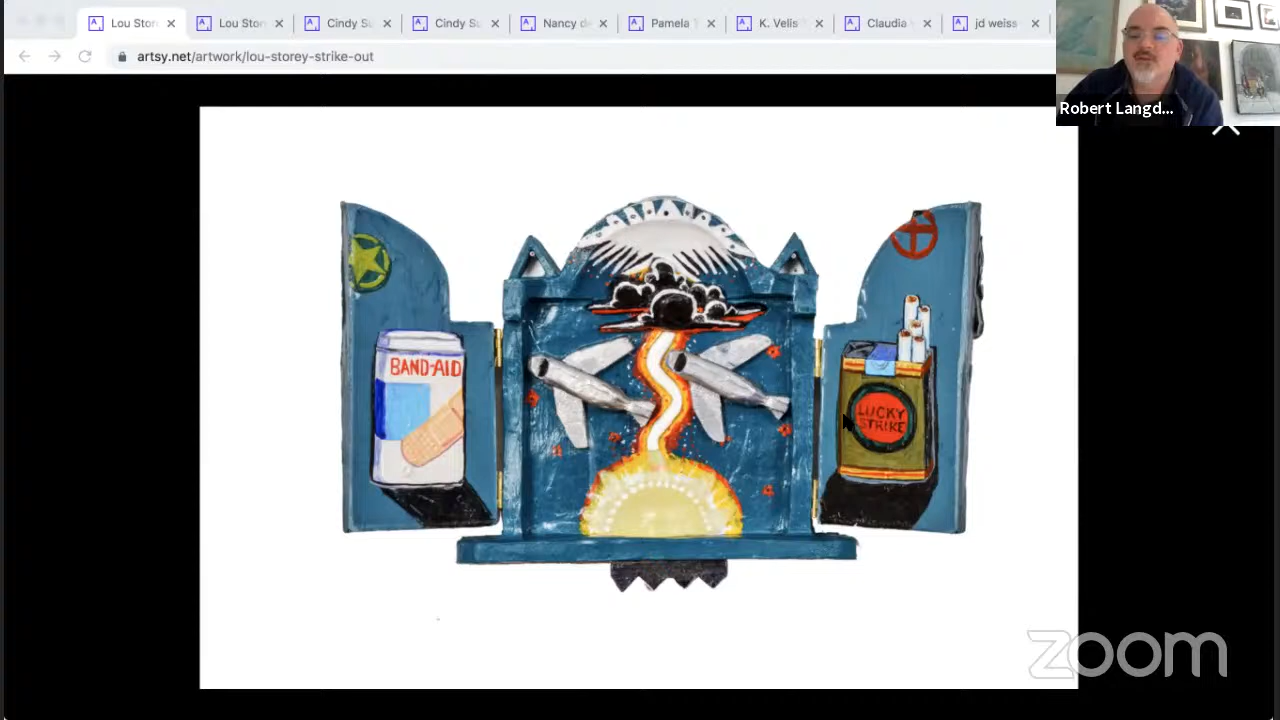 Lou Store
Lou Stor
Cindy Su
Cindy Su
Nancy de
Pamela
K. Velis
Claudia
jd weiss
artsy.net/artwork/lou-storey-strike-out
Robert Langd...
BAND-AID
LUCKY
STRIKE
zoom